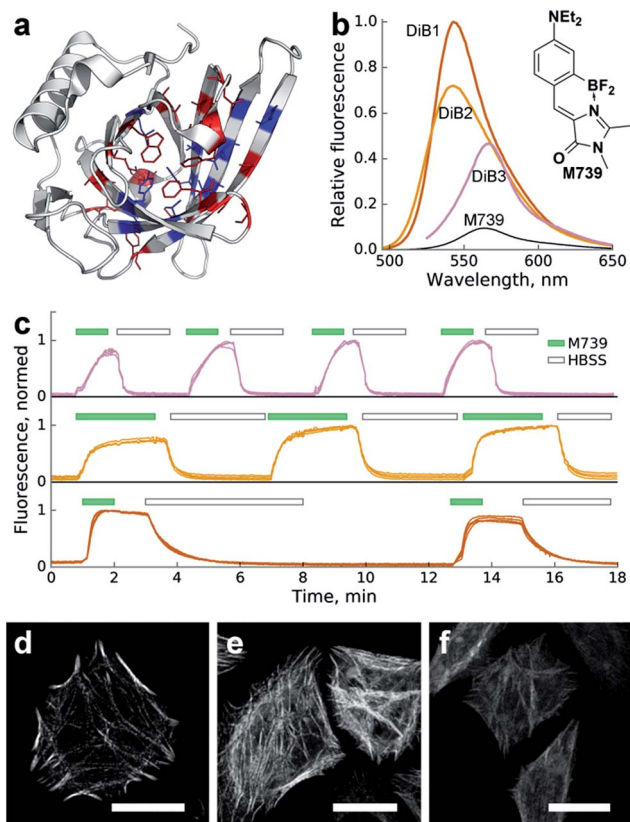 a
b
NEt₂
BF₂
N
N
O
M739
Relative fluorescence
1.0
0.8
0.6
0.4
0.2
0.0
DiB1
DiB2
DiB3
M739
500
550
600
650
Wavelength, nm
c
M739
HBSS
Fluorescence, normed
1
0
1
0
1
0
2
4
6
8
10
12
14
16
18
Time, min
d
e
f